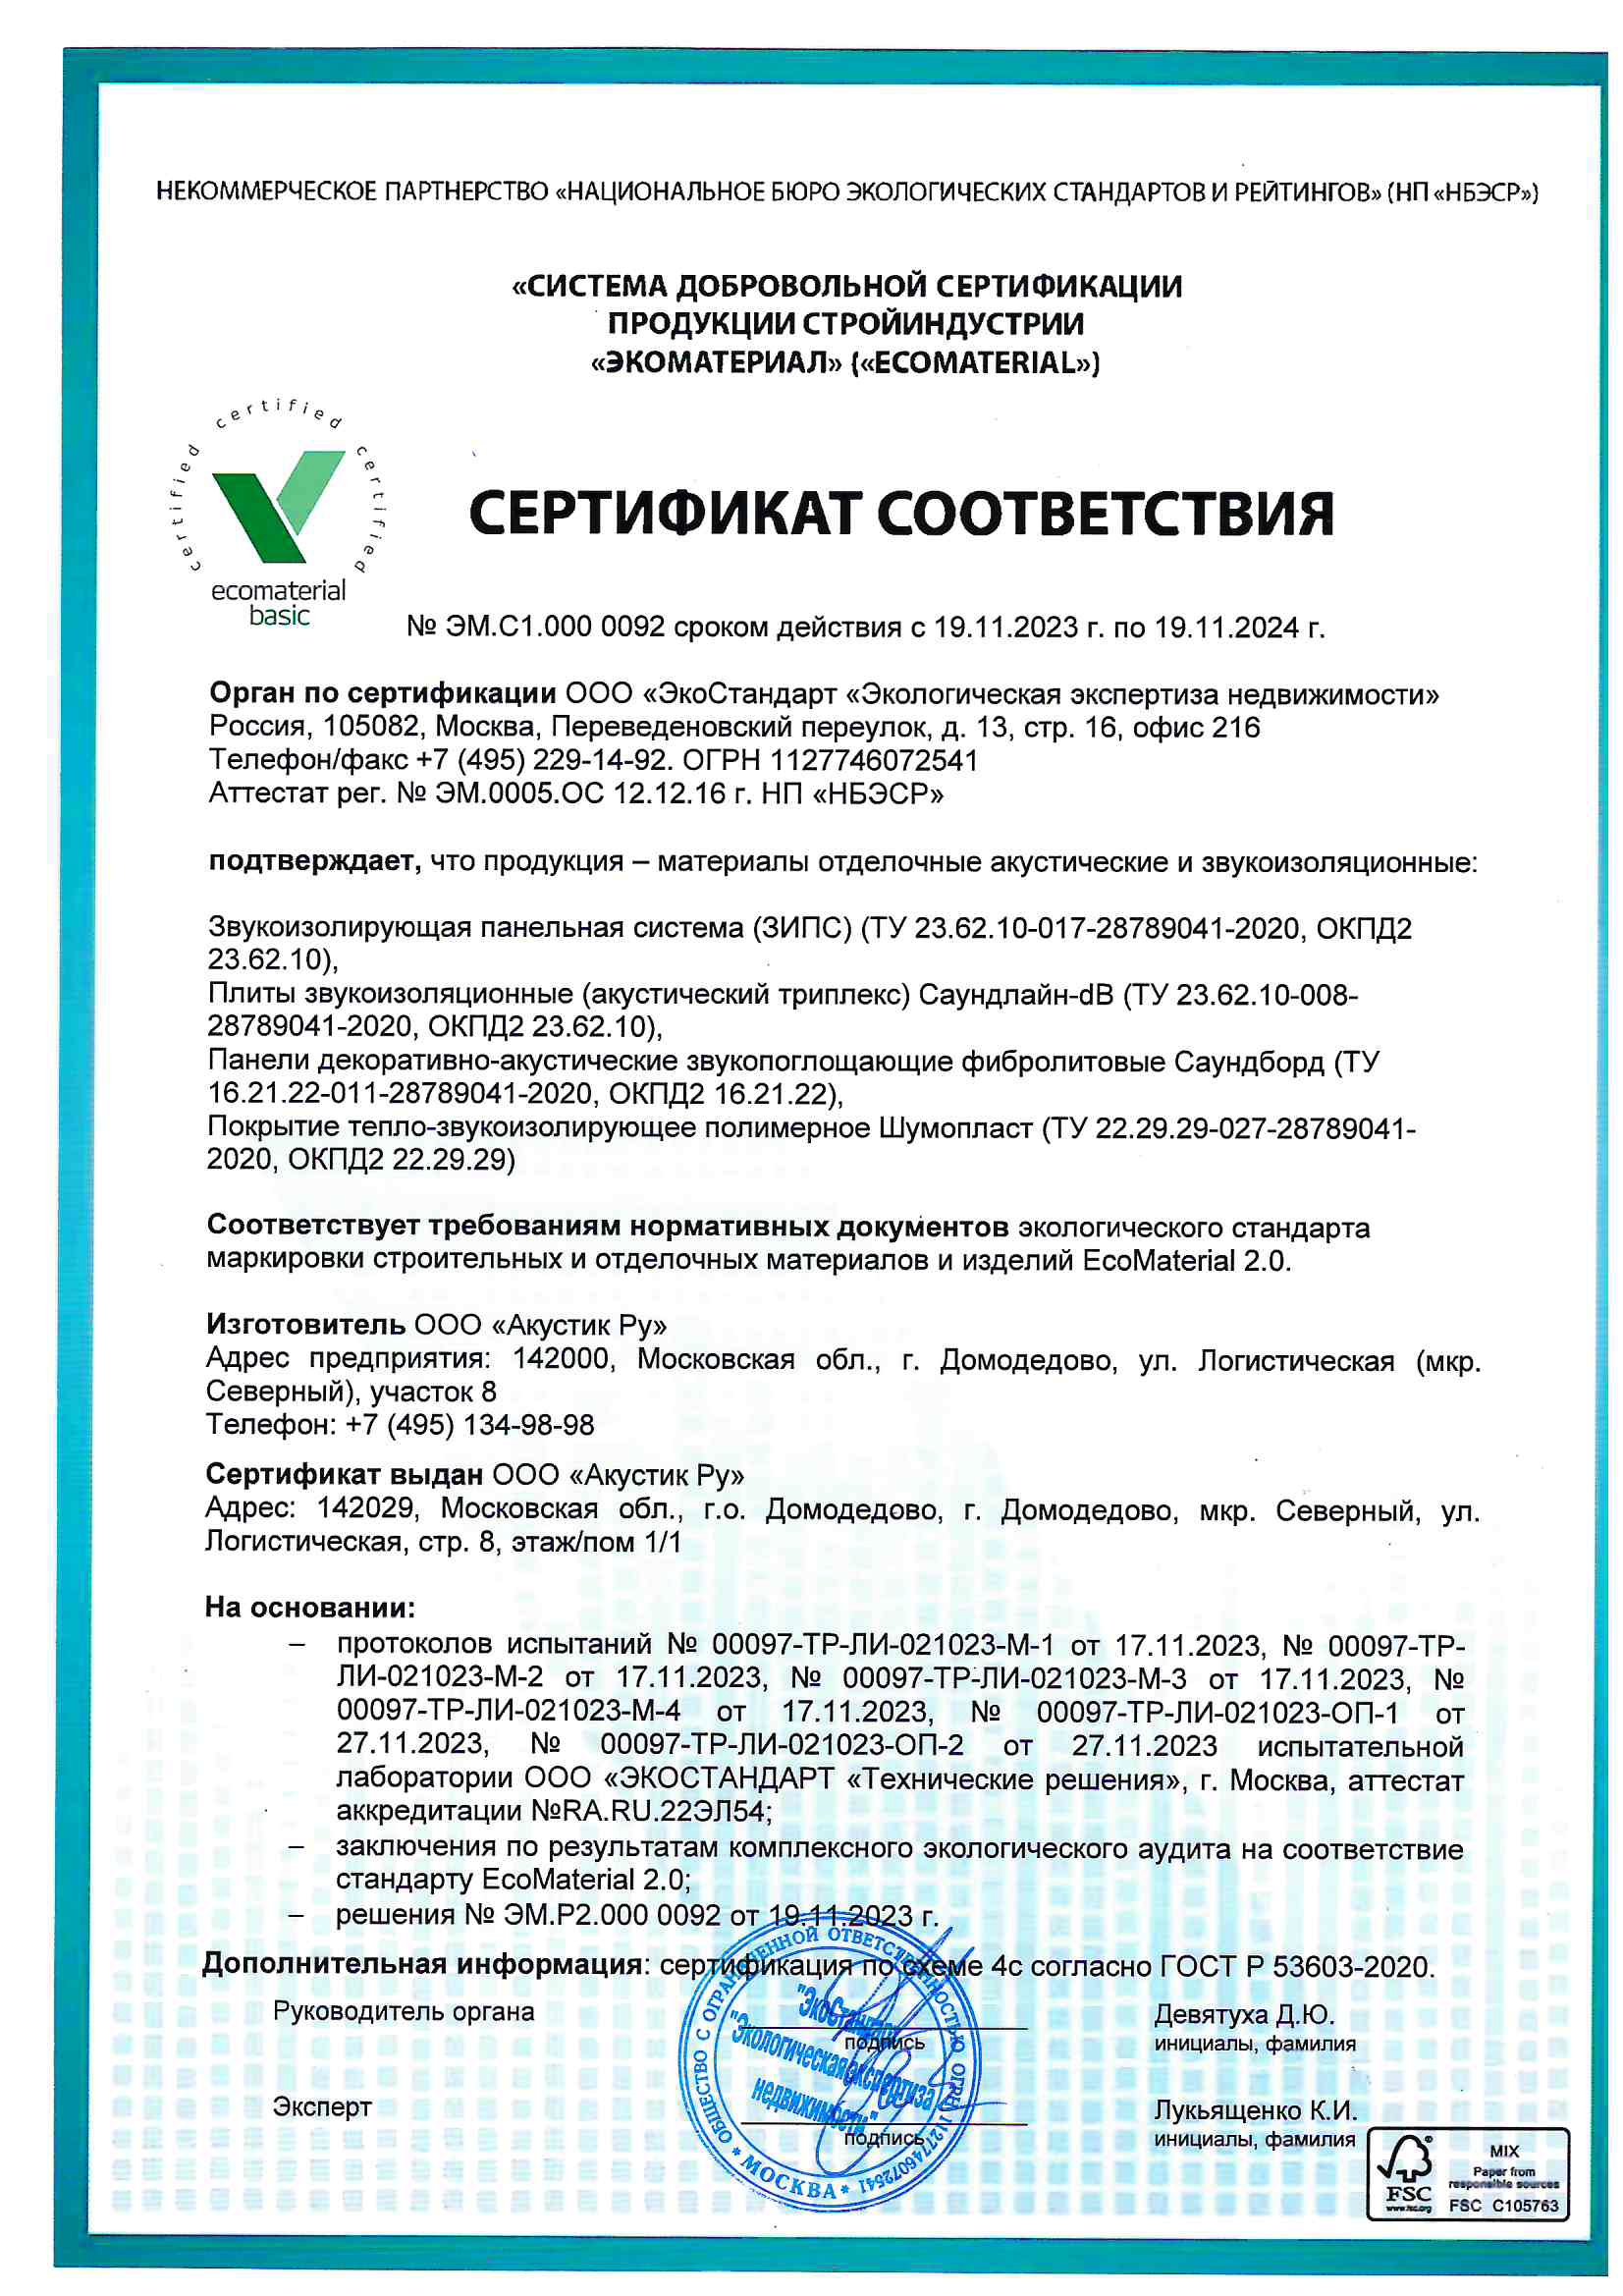 НЕКОММЕРЧЕСКОЕ ПАРТНЕРСТВО «НАЦИОНАЛЬНОЕ БЮРО ЭКОЛОГИЧЕСКИХ СТАНДАРТОВ И РЕЙТИНГОВ» (НП «НБЭСР»)
«СИСТЕМА ДОБРОВОЛЬНОЙ СЕРТИФИКАЦИИ
ПРОДУКЦИИ СТРОЙИНДУСТРИИ
«ЭКОМАТЕРИАЛ» («ECOMATERIAL»)
certified certified certified
ecomaterial
basic
СЕРТИФИКАТ СООТВЕТСТВИЯ
№ ЭМ.С1.000 0092 сроком действия с 19.11.2023 г. по 19.11.2024 г.
Орган по сертификации ООО «ЭкоСтандарт «Экологическая экспертиза недвижимости»
Россия, 105082, Москва, Переведеновский переулок, д. 13, стр. 16, офис 216
Телефон/факс +7 (495) 229-14-92. ОГРН 1127746072541
Аттестат рег. № ЭМ.0005.ОС 12.12.16 г. НП «НБЭСР»
подтверждает, что продукция – материалы отделочные акустические и звукоизоляционные:
Звукоизолирующая панельная система (ЗИПС) (ТУ 23.62.10-017-28789041-2020, ОКПД2
23.62.10),
Плиты звукоизоляционные (акустический триплекс) Саундлайн-dB (ТУ 23.62.10-008-
28789041-2020, ОКПД2 23.62.10),
Панели декоративно-акустические звукопоглощающие фибролитовые Саундборд (ТУ
16.21.22-011-28789041-2020, ОКПД2 16.21.22),
Покрытие тепло-звукоизолирующее полимерное Шумопласт (ТУ 22.29.29-027-28789041-
2020, ОКПД2 22.29.29)
Соответствует требованиям нормативных документов экологического стандарта
маркировки строительных и отделочных материалов и изделий EcoMaterial 2.0.
Изготовитель ООО «Акустик Ру»
Адрес предприятия: 142000, Московская обл., г. Домодедово, ул. Логистическая (мкр.
Северный), участок 8
Телефон: +7 (495) 134-98-98
Сертификат выдан ООО «Акустик Ру»
Адрес: 142029, Московская обл., г.о. Домодедово, г. Домодедово, мкр. Северный, ул.
Логистическая, стр. 8, этаж/пом 1/1
На основании:
– протоколов испытаний № 00097-ТР-ЛИ-021023-М-1 от 17.11.2023, № 00097-ТР-
ЛИ-021023-М-2 от 17.11.2023, № 00097-ТР-ЛИ-021023-М-3 от 17.11.2023, №
00097-ТР-ЛИ-021023-М-4 от 17.11.2023, № 00097-ТР-ЛИ-021023-ОП-1 от
27.11.2023, № 00097-ТР-ЛИ-021023-ОП-2 от 27.11.2023 испытательной
лаборатории ООО «ЭКОСТАНДАРТ «Технические решения», г. Москва, аттестат
аккредитации №RA.RU.22ЭЛ54;
– заключения по результатам комплексного экологического аудита на соответствие
стандарту EcoMaterial 2.0;
– решения № ЭМ.Р2.000 0092 от 19.11.2023 г.
Дополнительная информация: сертификация по схеме 4с согласно ГОСТ Р 53603-2020.
Руководитель органа
подпись
Девятуха Д.Ю.
инициалы, фамилия
Эксперт
подпись
Лукьященко К.И.
инициалы, фамилия
ОБЩЕСТВО С ОГРАНИЧЕННОЙ ОТВЕТСТВЕННОСТЬЮ ОГРН 1127746072541
* МОСКВА *
"ЭкоСтандарт
"Экологическая экспертиза
недвижимости"
FSC
www.fsc.org
MIX
Paper from
responsible sources
FSC C105763